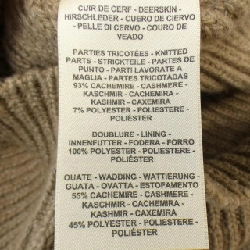 CUIR DE CERF - DEERSKIN -
HIRSCHLEDER - CUERO DE CIERVO
- PELLE DI CERVO - COURO DE
VEADO
PARTIES TRICOTÉES - KNITTED
PARTS - STRICKTEILE - PARTES DE
PUNTO - PARTI LAVORATE A
MAGLIA - PARTES TRICOTADAS
93% CACHEMIRE - CASHMERE -
KASCHMIR - CACHEMIRA -
KASHMIR - CAXEMIRA
7% POLYESTER - POLIESTERE -
POLIÉSTER
DOUBLURE - LINING -
INNENFUTTER - FODERA - FORRO
100% POLYESTER - POLIESTERE -
POLIÉSTER
OUATE - WADDING - WATTIERUNG
GUATA - OVATTA - ESTOFAMENTO
55% CACHEMIRE - CASHMERE -
KASCHMIR - CACHEMIRA -
KASHMIR - CAXEMIRA
45% POLYESTER - POLIESTERE -
POLIÉSTER